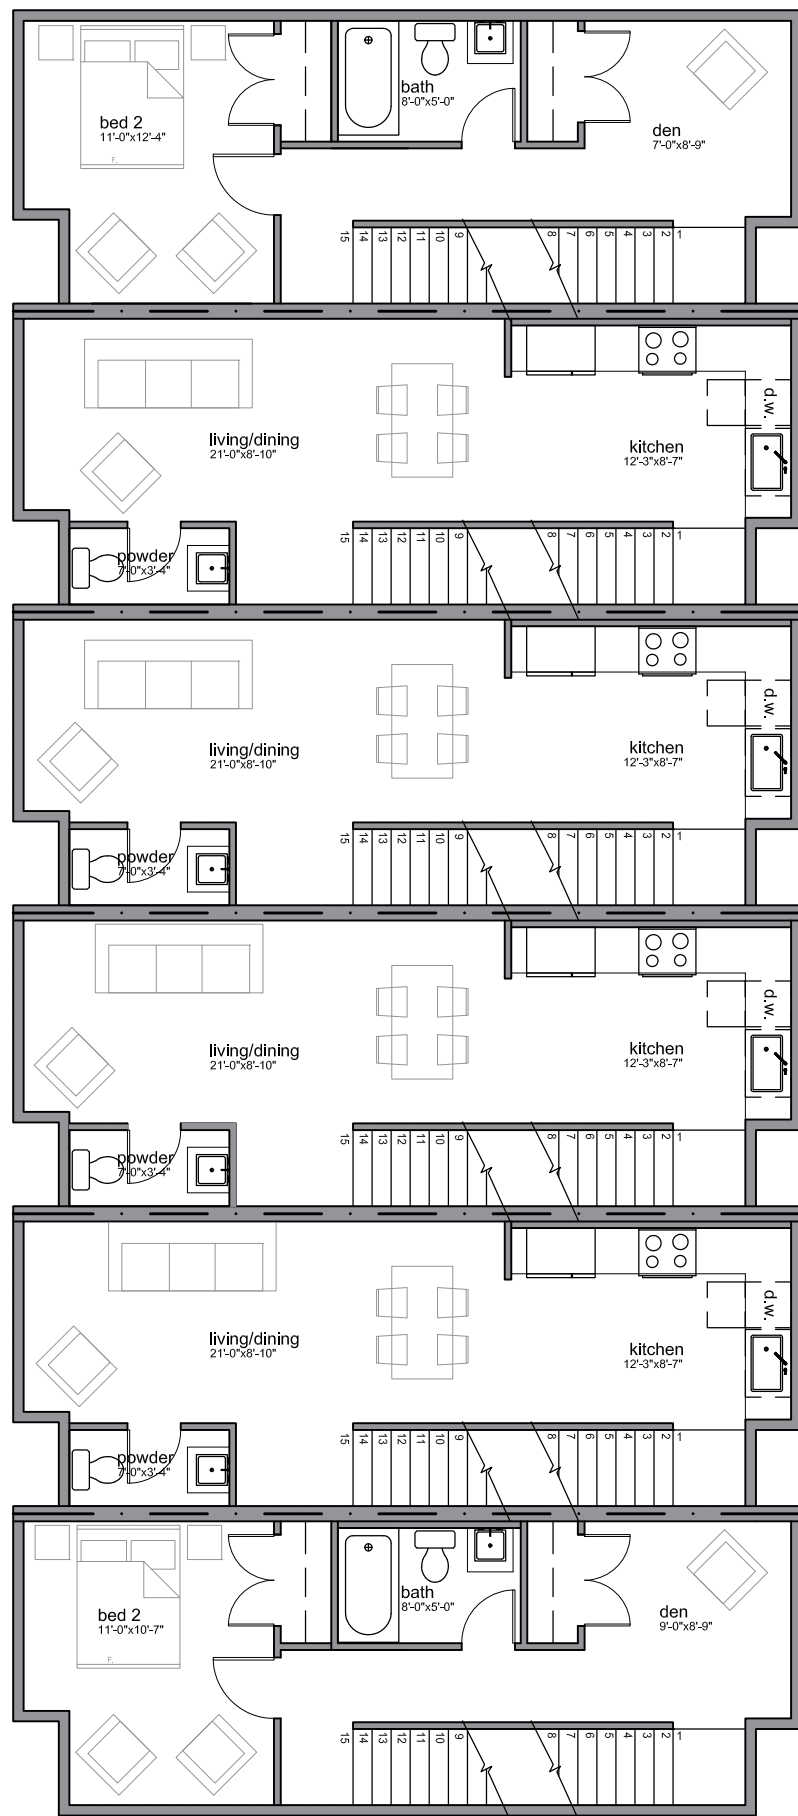 bath
8'-0"x5'-0"
bed 2
11'-0"x12'-4"
den
7'-0"x8'-9"
F.
15 14 13 12 11 10 9 8 7 6 5 4 3 2 1
d.w.
living/dining
21'-0"x8'-10"
kitchen
12'-3"x8'-7"
15 14 13 12 11 10 9 8 7 6 5 4 3 2 1
powder
7'-0"x3'-4"
d.w.
living/dining
21'-0"x8'-10"
kitchen
12'-3"x8'-7"
15 14 13 12 11 10 9 8 7 6 5 4 3 2 1
powder
7'-0"x3'-4"
d.w.
living/dining
21'-0"x8'-10"
kitchen
12'-3"x8'-7"
15 14 13 12 11 10 9 8 7 6 5 4 3 2 1
powder
7'-0"x3'-4"
d.w.
living/dining
21'-0"x8'-10"
kitchen
12'-3"x8'-7"
15 14 13 12 11 10 9 8 7 6 5 4 3 2 1
powder
7'-0"x3'-4"
bath
8'-0"x5'-0"
bed 2
11'-0"x10'-7"
den
9'-0"x8'-9"
F.
15 14 13 12 11 10 9 8 7 6 5 4 3 2 1